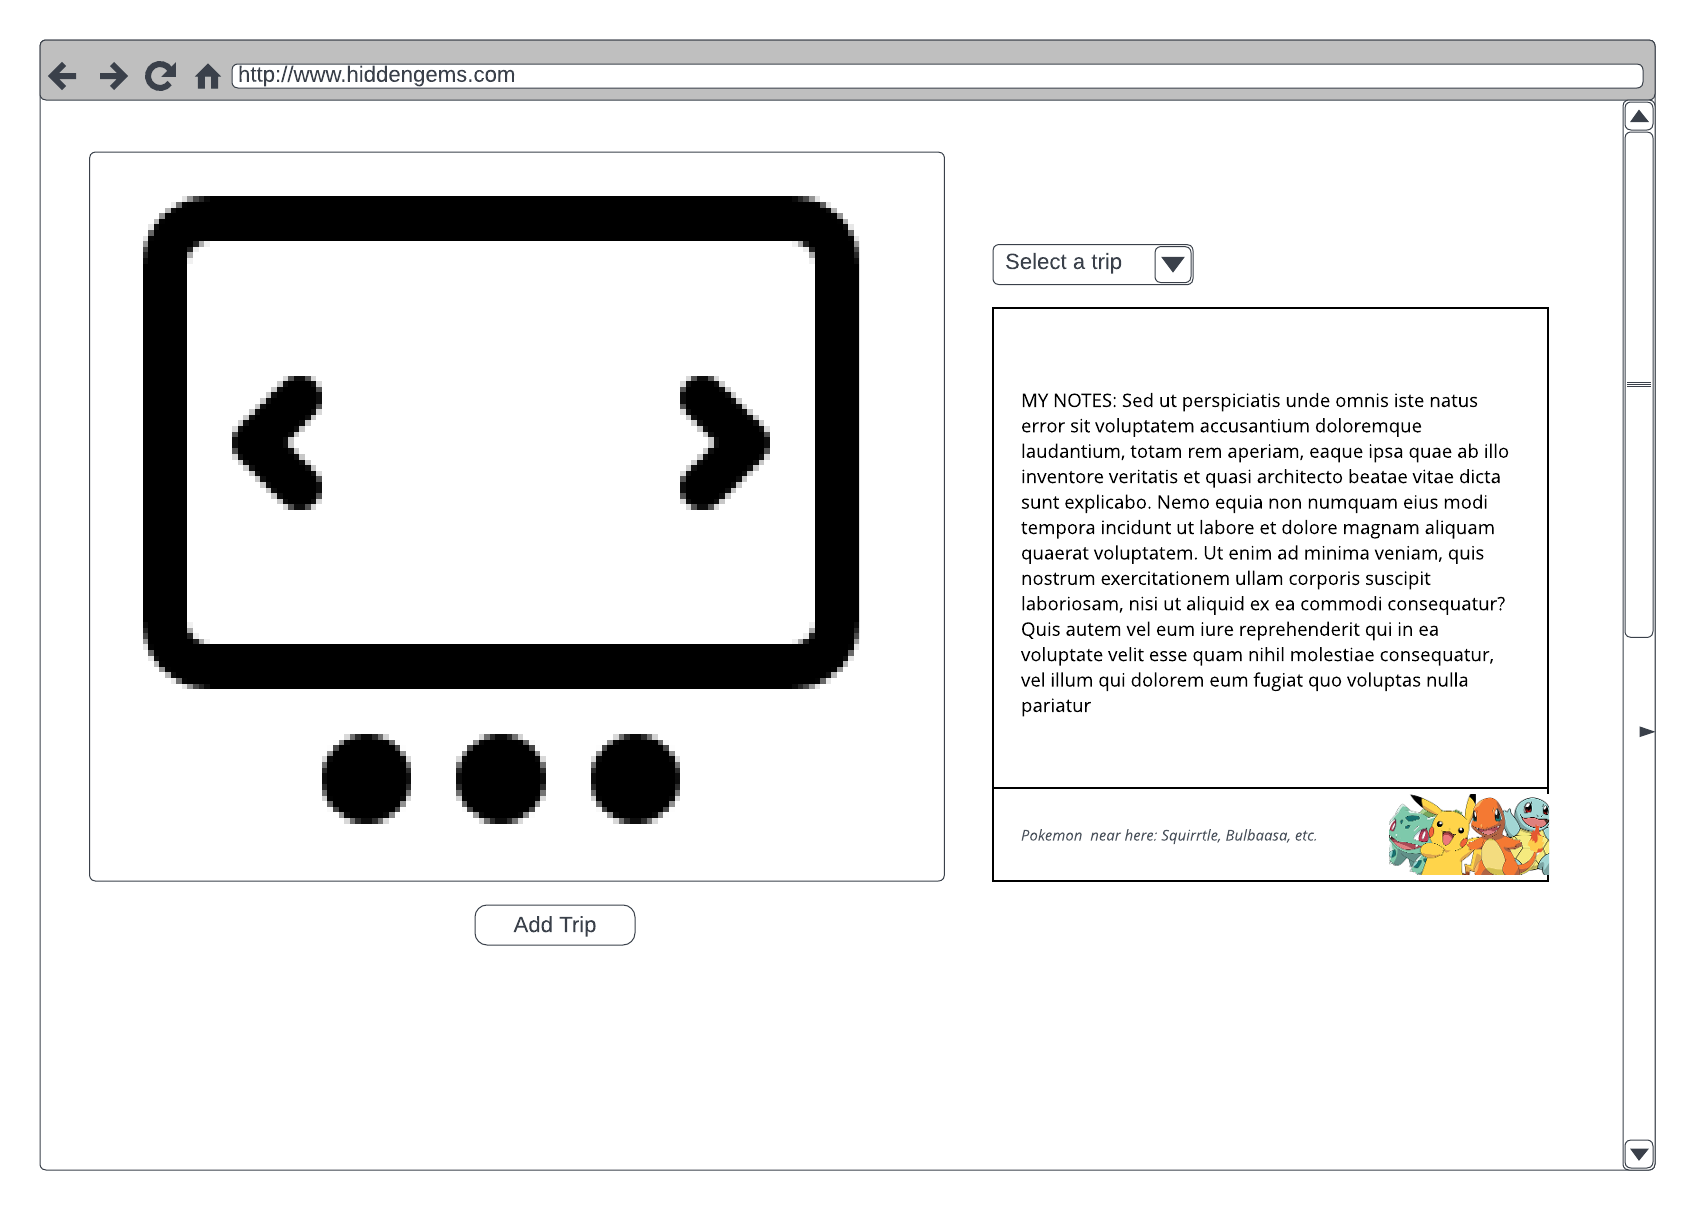 http://www.hiddengems.com
Select a trip
MY NOTES: Sed ut perspiciatis unde omnis iste natus
error sit voluptatem accusantium doloremque
laudantium, totam rem aperiam, eaque ipsa quae ab illo
inventore veritatis et quasi architecto beatae vitae dicta
sunt explicabo. Nemo equia non numquam eius modi
tempora incidunt ut labore et dolore magnam aliquam
quaerat voluptatem. Ut enim ad minima veniam, quis
nostrum exercitationem ullam corporis suscipit
laboriosam, nisi ut aliquid ex ea commodi consequatur?
Quis autem vel eum iure reprehenderit qui in ea
voluptate velit esse quam nihil molestiae consequatur,
vel illum qui dolorem eum fugiat quo voluptas nulla
pariatur
Pokemon  near here: Squirrtle, Bulbaasa, etc.
Add Trip